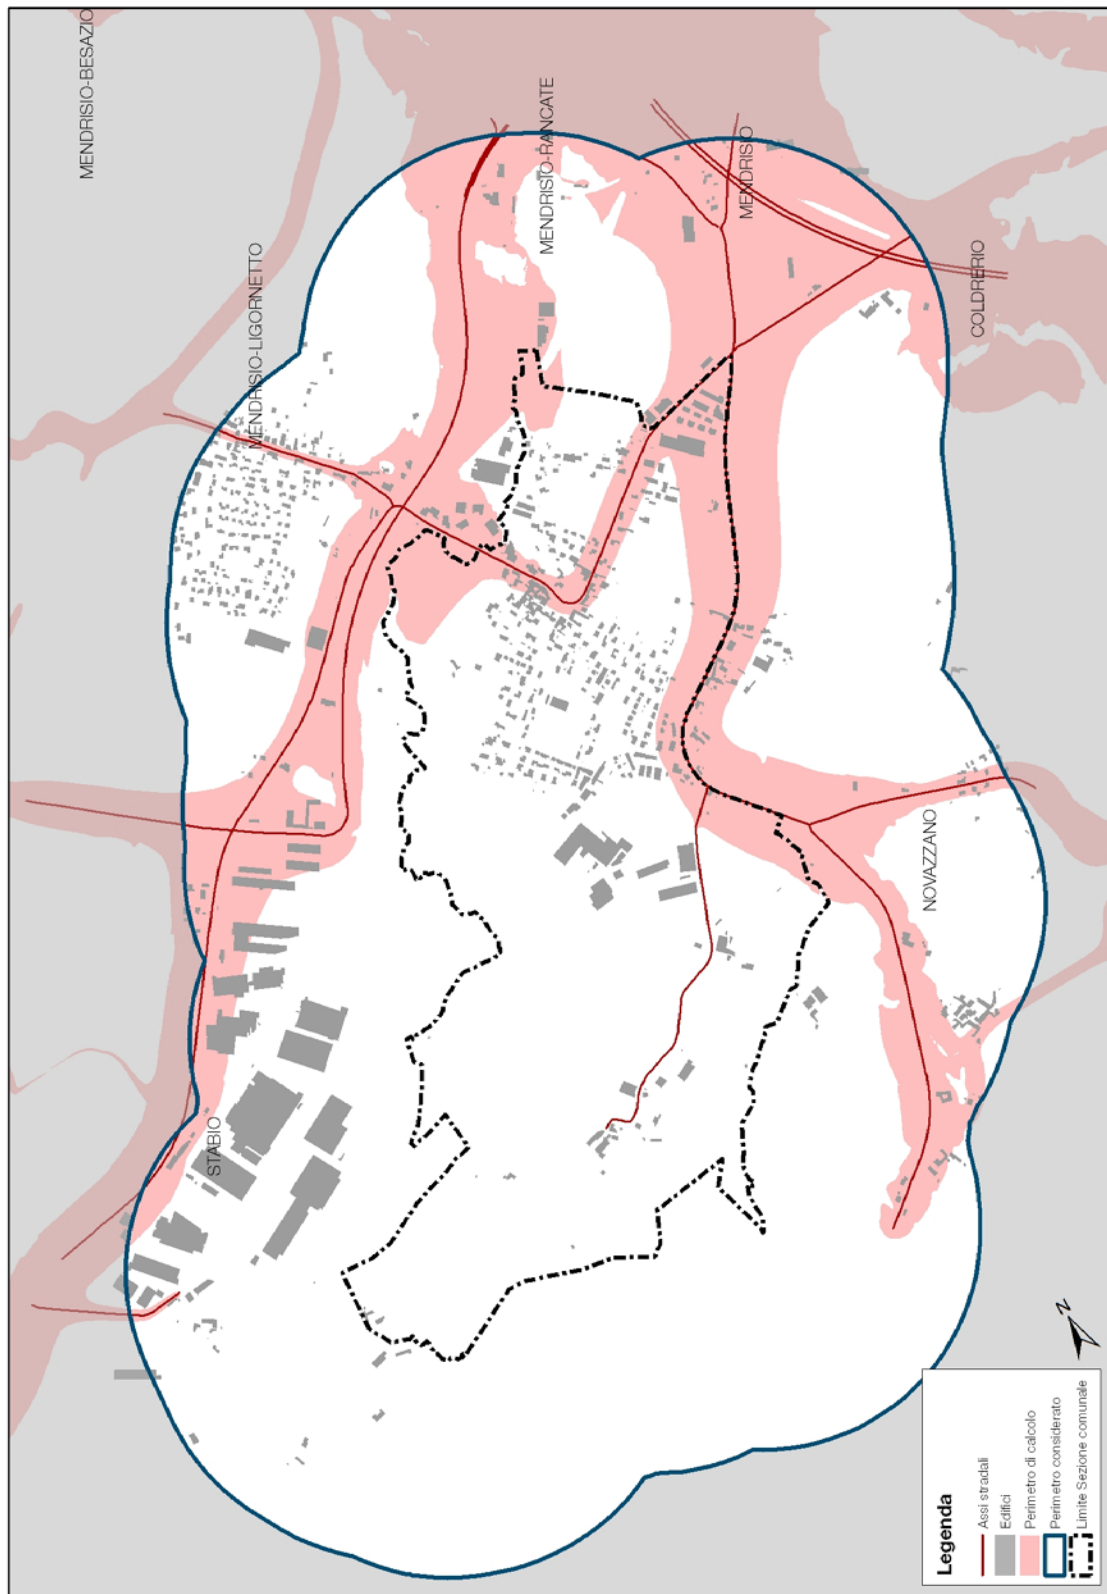 MENDRISIO-BESAZIO
MENDRISIO-LIGORNETTO
MENDRISIO-RANCATE
MENDRISIO
COLDRERIO
STABIO
NOVAZZANO
N
Legenda
Assi stradali
Edifici
Perimetro di calcolo
Perimetro considerato
Limite Sezione comunale